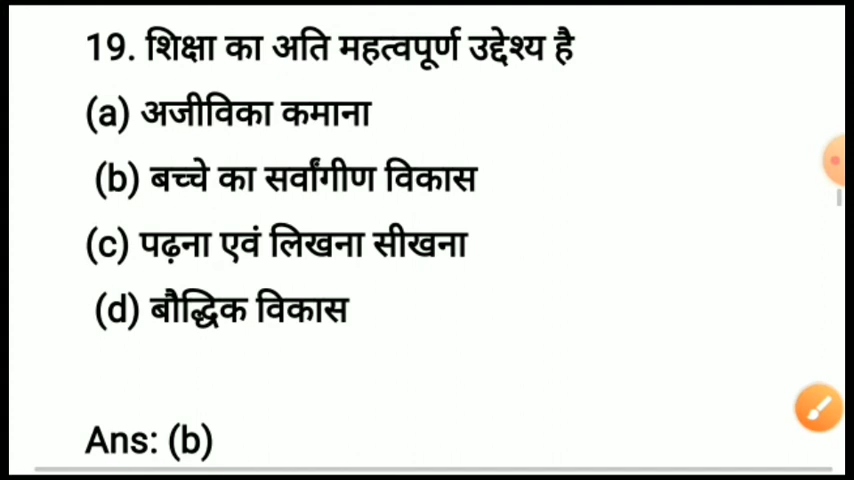 19. शिक्षा का अति महत्वपूर्ण उद्देश्य है
(a) अजीविका कमाना
(b) बच्चे का सर्वांगीण विकास
(c) पढ़ना एवं लिखना सीखना
(d) बौद्धिक विकास
Ans: (b)